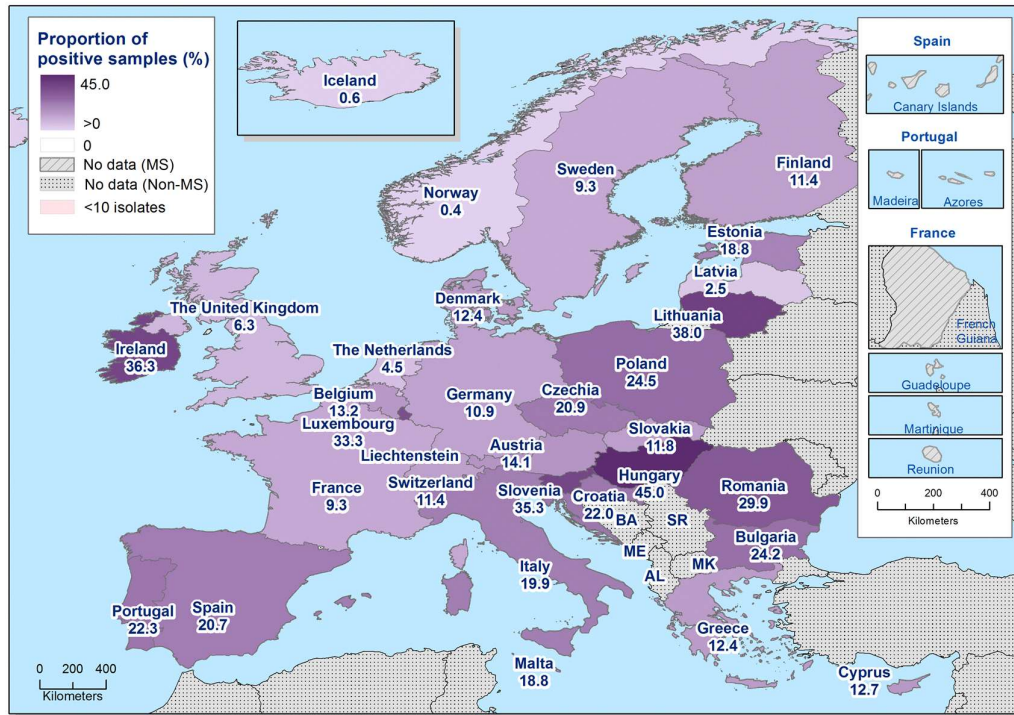 Proportion of
positive samples (%)
45.0
>0
0
No data (MS)
No data (Non-MS)
<10 isolates
Iceland
0.6
Norway
0.4
Sweden
9.3
Finland
11.4
Estonia
18.8
Latvia
2.5
Lithuania
38.0
Denmark
12.4
The United Kingdom
6.3
Ireland
36.3
The Netherlands
4.5
Belgium
13.2
Luxembourg
33.3
Germany
10.9
Poland
24.5
Czechia
20.9
Slovakia
11.8
Austria
14.1
Liechtenstein
Switzerland
11.4
France
9.3
Slovenia
35.3
Croatia
22.0
Hungary
45.0
Romania
29.9
BA
SR
ME
MK
AL
Bulgaria
24.2
Italy
19.9
Portugal
22.3
Spain
20.7
Malta
18.8
Greece
12.4
Cyprus
12.7
0 200 400
Kilometers
Spain
Canary Islands
Portugal
Madeira
Azores
France
French
Guiana
Guadeloupe
Martinique
Reunion
0 200 400
Kilometers